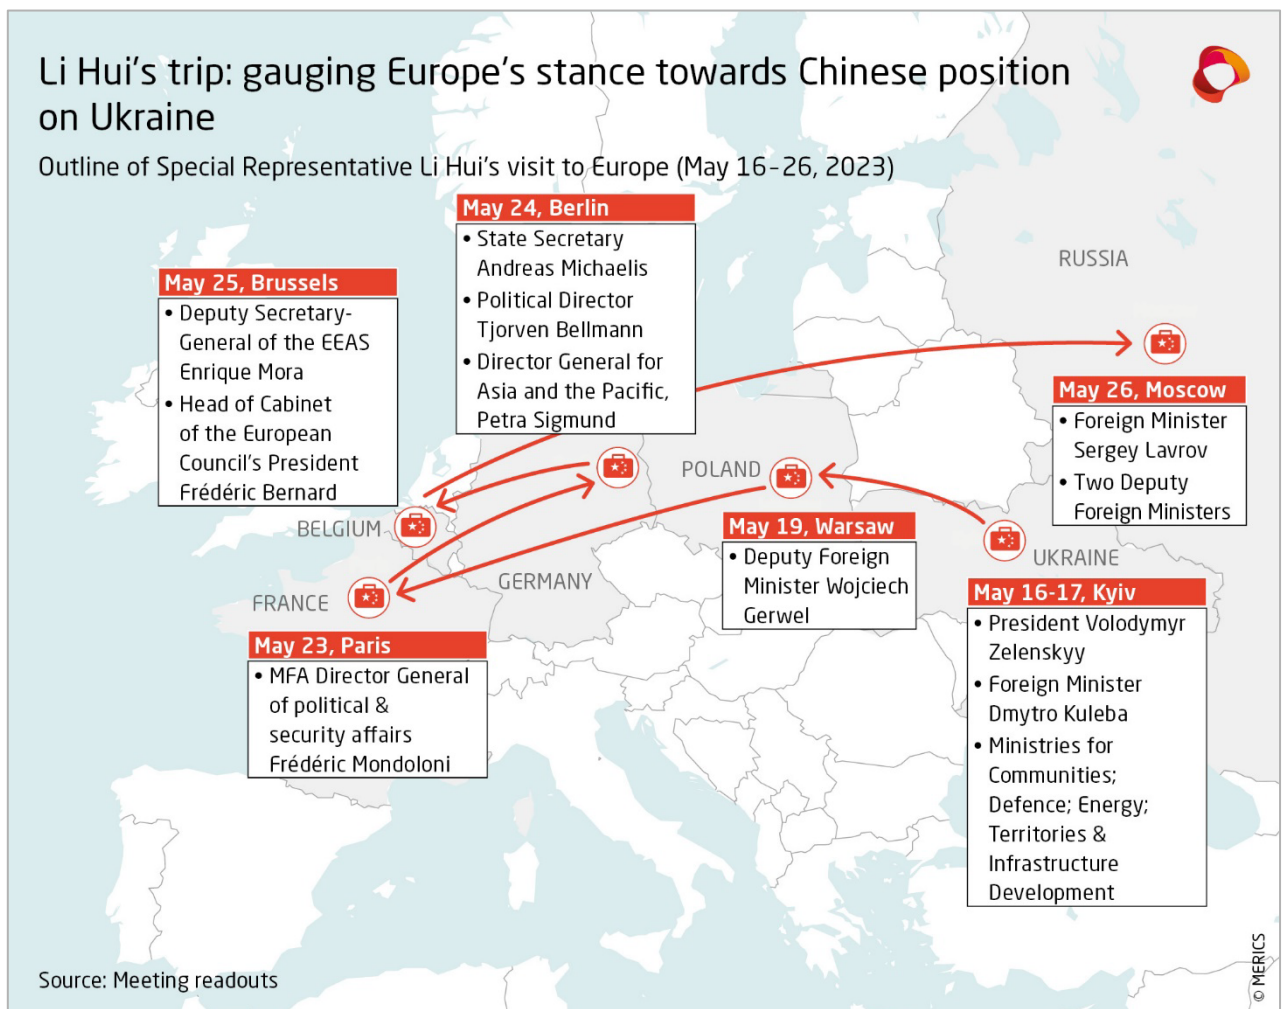 Li Hui's trip: gauging Europe's stance towards Chinese position
on Ukraine
Outline of Special Representative Li Hui's visit to Europe (May 16–26, 2023)
May 24, Berlin
• State Secretary
Andreas Michaelis
• Political Director
Tjorven Bellmann
• Director General for
Asia and the Pacific,
Petra Sigmund
May 25, Brussels
• Deputy Secretary-
General of the EEAS
Enrique Mora
• Head of Cabinet
of the European
Council's President
Frédéric Bernard
RUSSIA
May 26, Moscow
• Foreign Minister
Sergey Lavrov
• Two Deputy
Foreign Ministers
POLAND
May 19, Warsaw
• Deputy Foreign
Minister Wojciech
Gerwel
BELGIUM
GERMANY
FRANCE
UKRAINE
May 16-17, Kyiv
• President Volodymyr
Zelenskyy
• Foreign Minister
Dmytro Kuleba
• Ministries for
Communities;
Defence; Energy;
Territories &
Infrastructure
Development
May 23, Paris
• MFA Director General
of political &
security affairs
Frédéric Mondoloni
Source: Meeting readouts
© MERICS